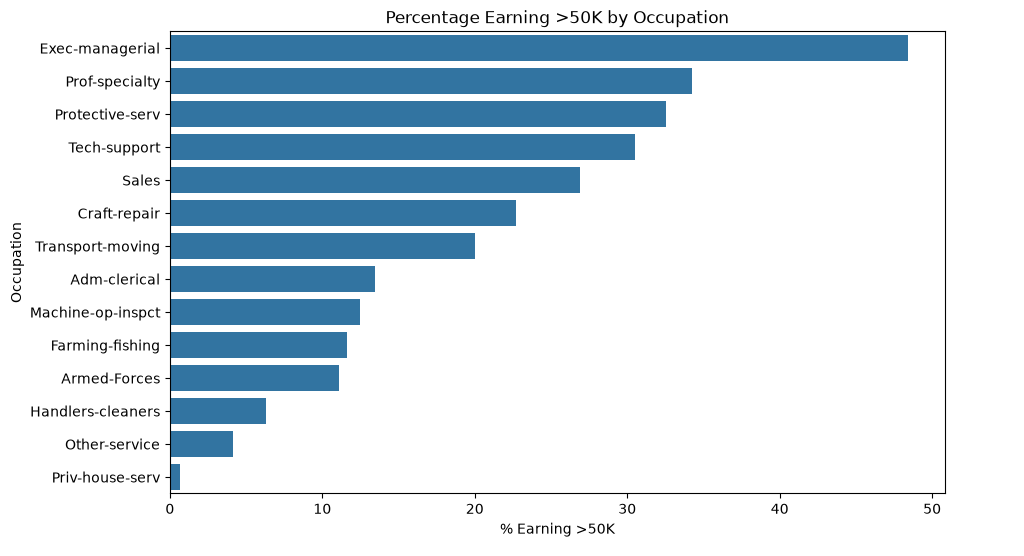 Percentage Earning >50K by Occupation
Occupation
Exec-managerial
Prof-specialty
Protective-serv
Tech-support
Sales
Craft-repair
Transport-moving
Adm-clerical
Machine-op-inspct
Farming-fishing
Armed-Forces
Handlers-cleaners
Other-service
Priv-house-serv
0 10 20 30 40 50
% Earning >50K